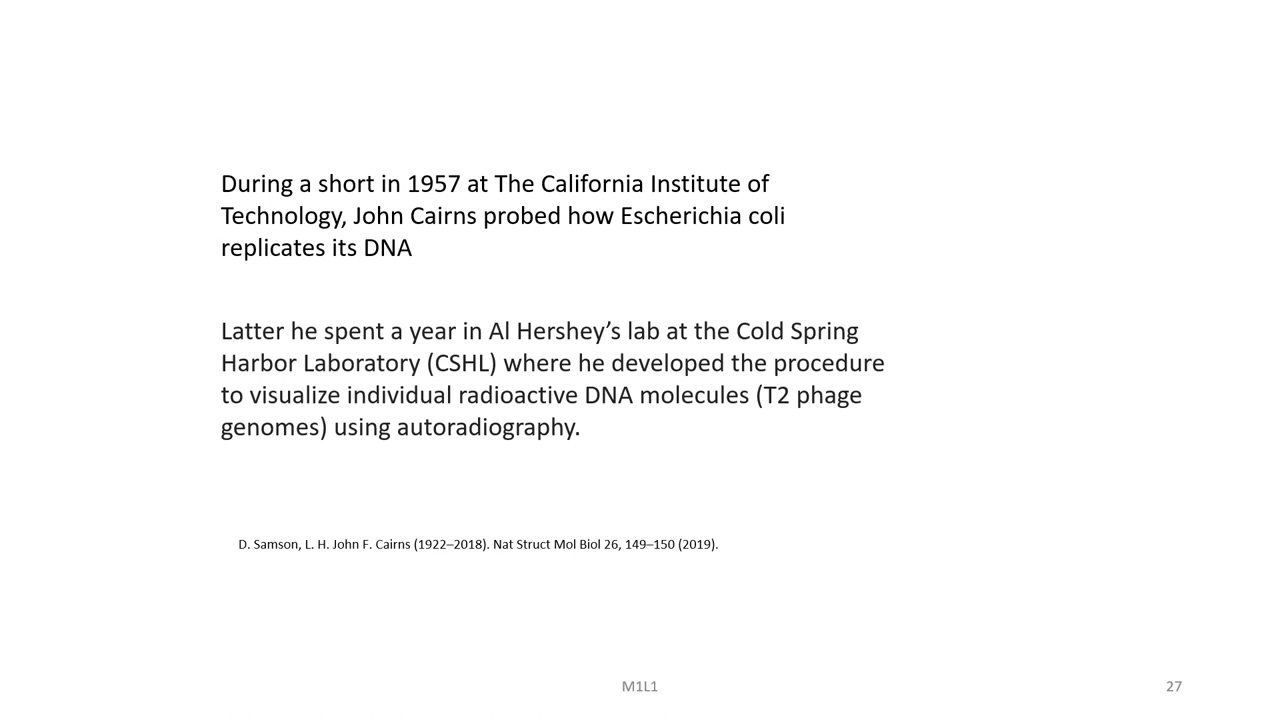 During a short in 1957 at The California Institute of
Technology, John Cairns probed how Escherichia coli
replicates its DNA
Latter he spent a year in Al Hershey’s lab at the Cold Spring
Harbor Laboratory (CSHL) where he developed the procedure
to visualize individual radioactive DNA molecules (T2 phage
genomes) using autoradiography.
D. Samson, L. H. John F. Cairns (1922–2018). Nat Struct Mol Biol 26, 149–150 (2019).
M1L1
27